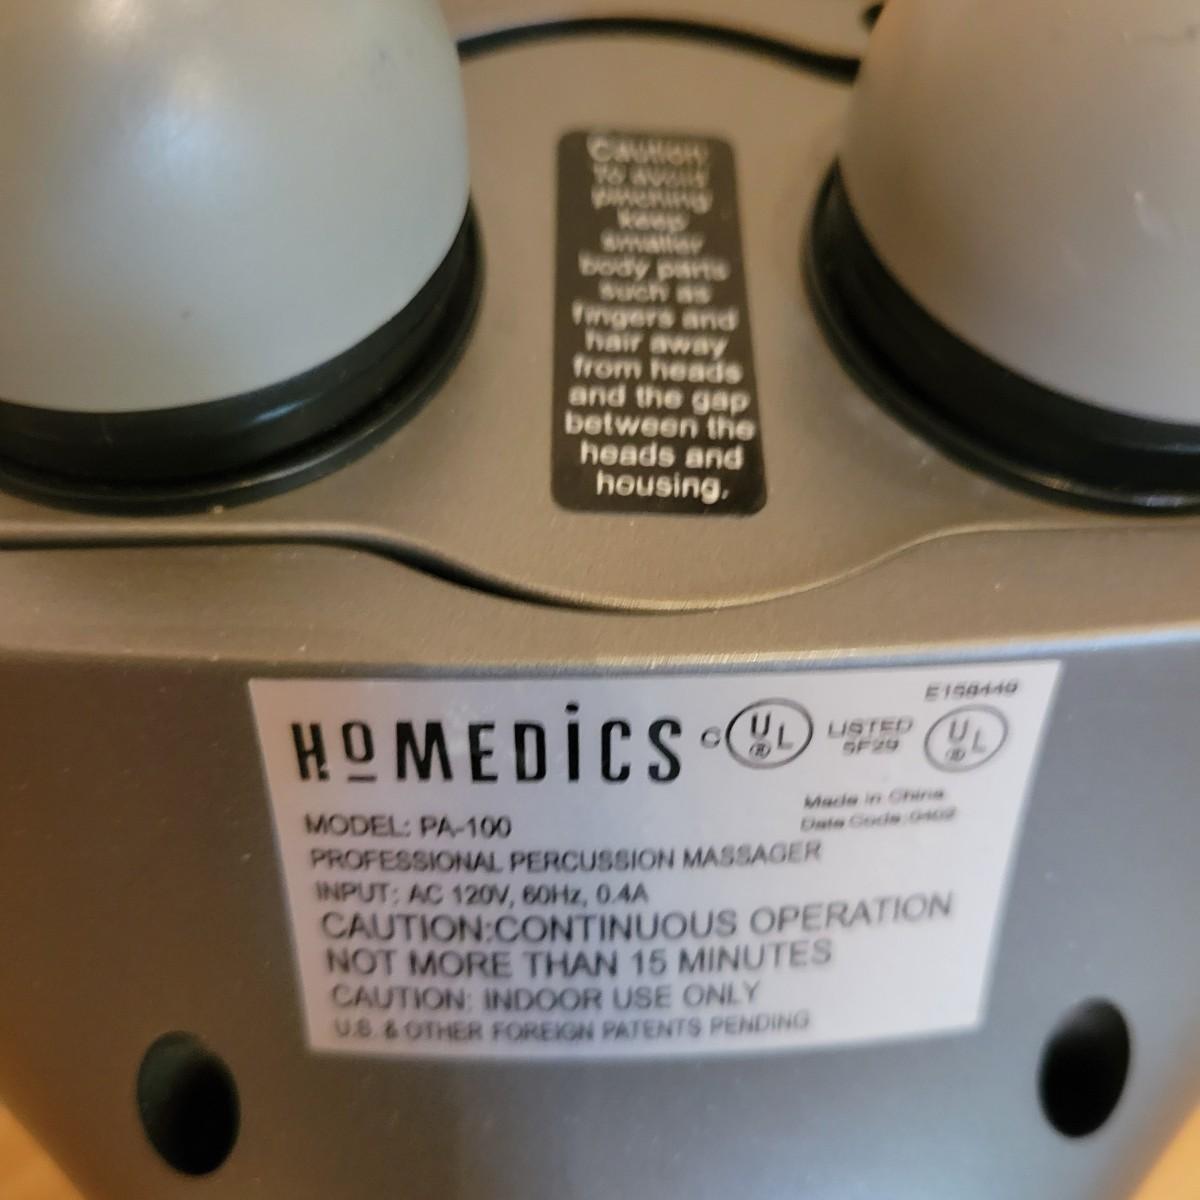 Caution:
To avoid
pinching
keep
smaller
body parts
such as
fingers and
hair away
from heads
and the gap
between the
heads and
housing.
E158449
HoMEDiCS
C UL ® LISTED UL ®
9F29
Made in China
Date Code:0402
MODEL: PA-100
PROFESSIONAL PERCUSSION MASSAGER
INPUT: AC 120V, 60Hz, 0.4A
CAUTION:CONTINUOUS OPERATION
NOT MORE THAN 15 MINUTES
CAUTION: INDOOR USE ONLY
U.S. & OTHER FOREIGN PATENTS PENDING